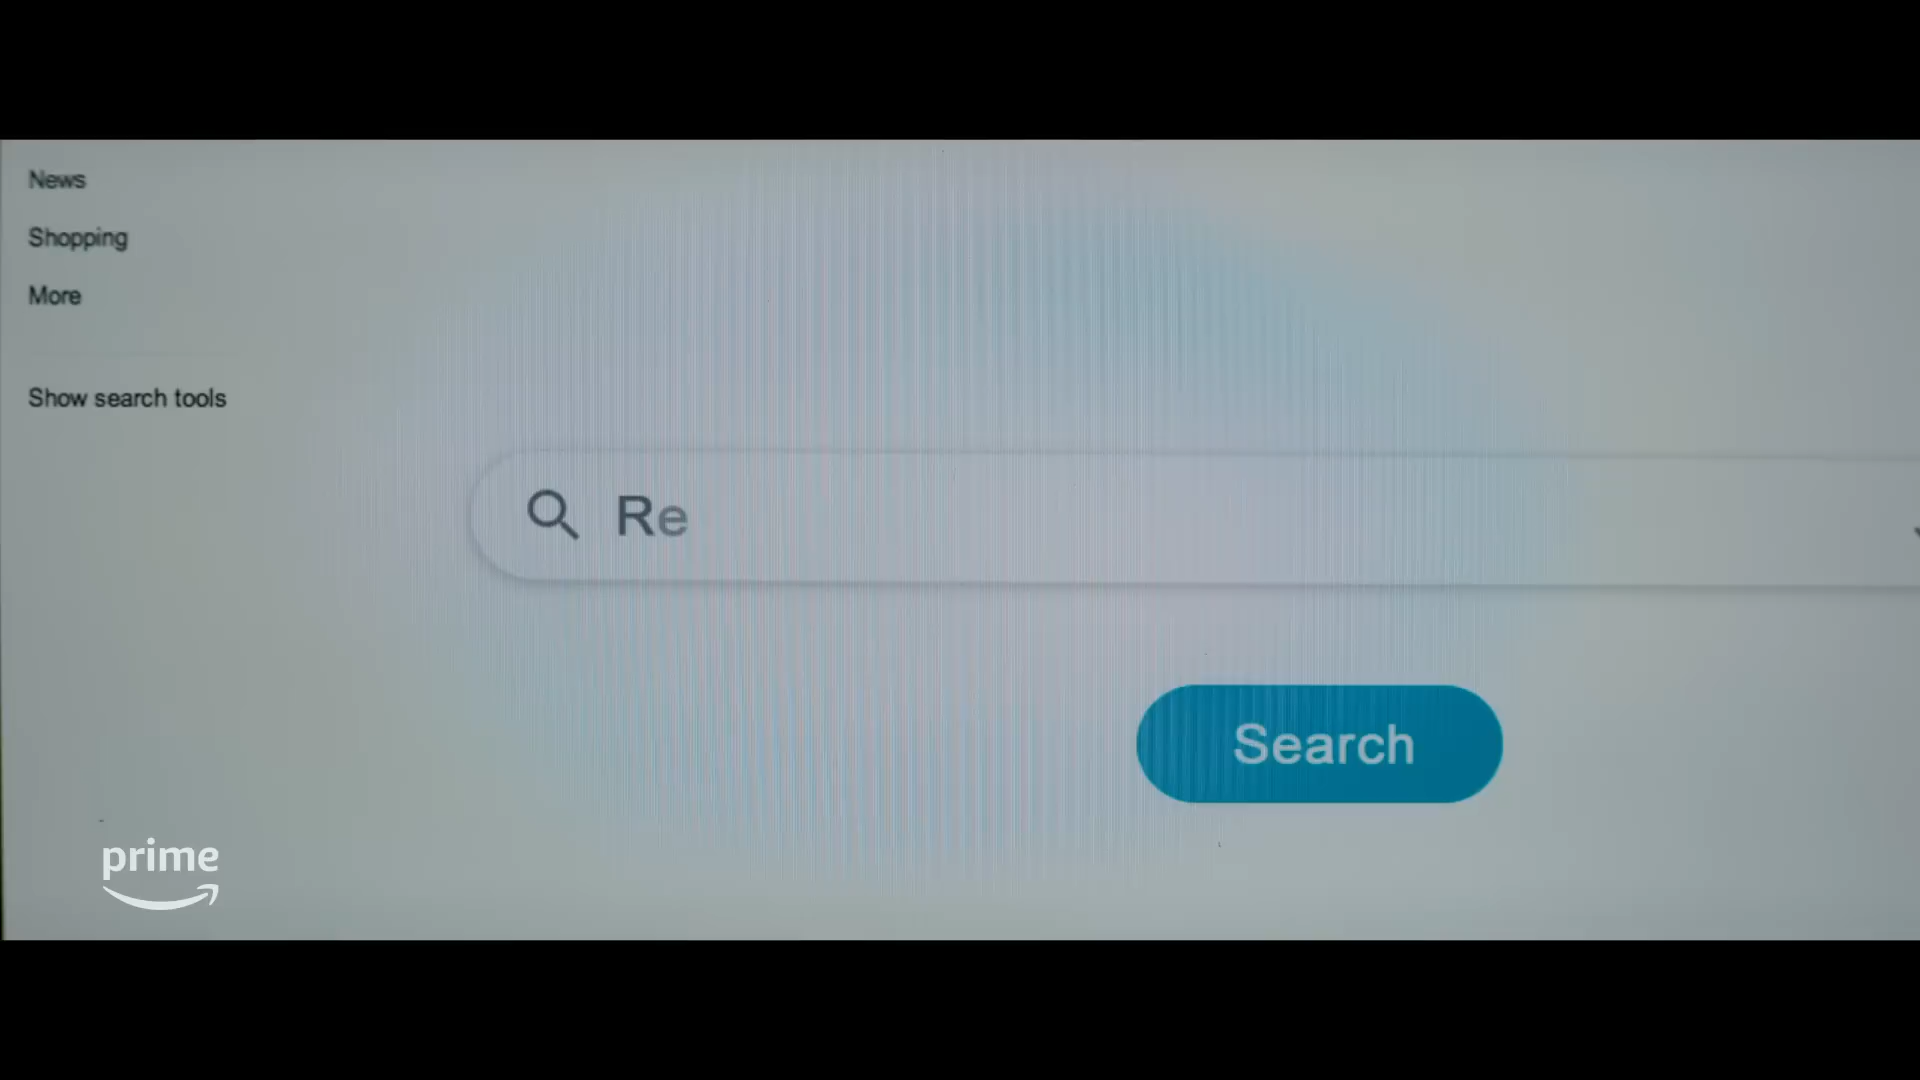 News
Shopping
More
Show search tools
Re
Search
prime